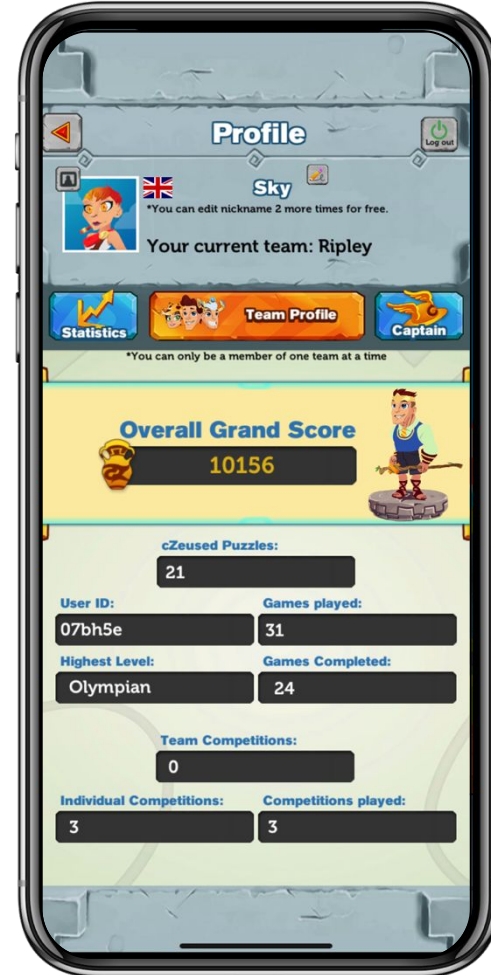 Profile
Log out
Sky
*You can edit nickname 2 more times for free.
Your current team: Ripley
Statistics
Team Profile
Captain
*You can only be a member of one team at a time
Overall Grand Score
10156
cZeused Puzzles:
21
User ID:
Games played:
07bh5e
31
Highest Level:
Games Completed:
Olympian
24
Team Competitions:
0
Individual Competitions:
Competitions played:
3
3